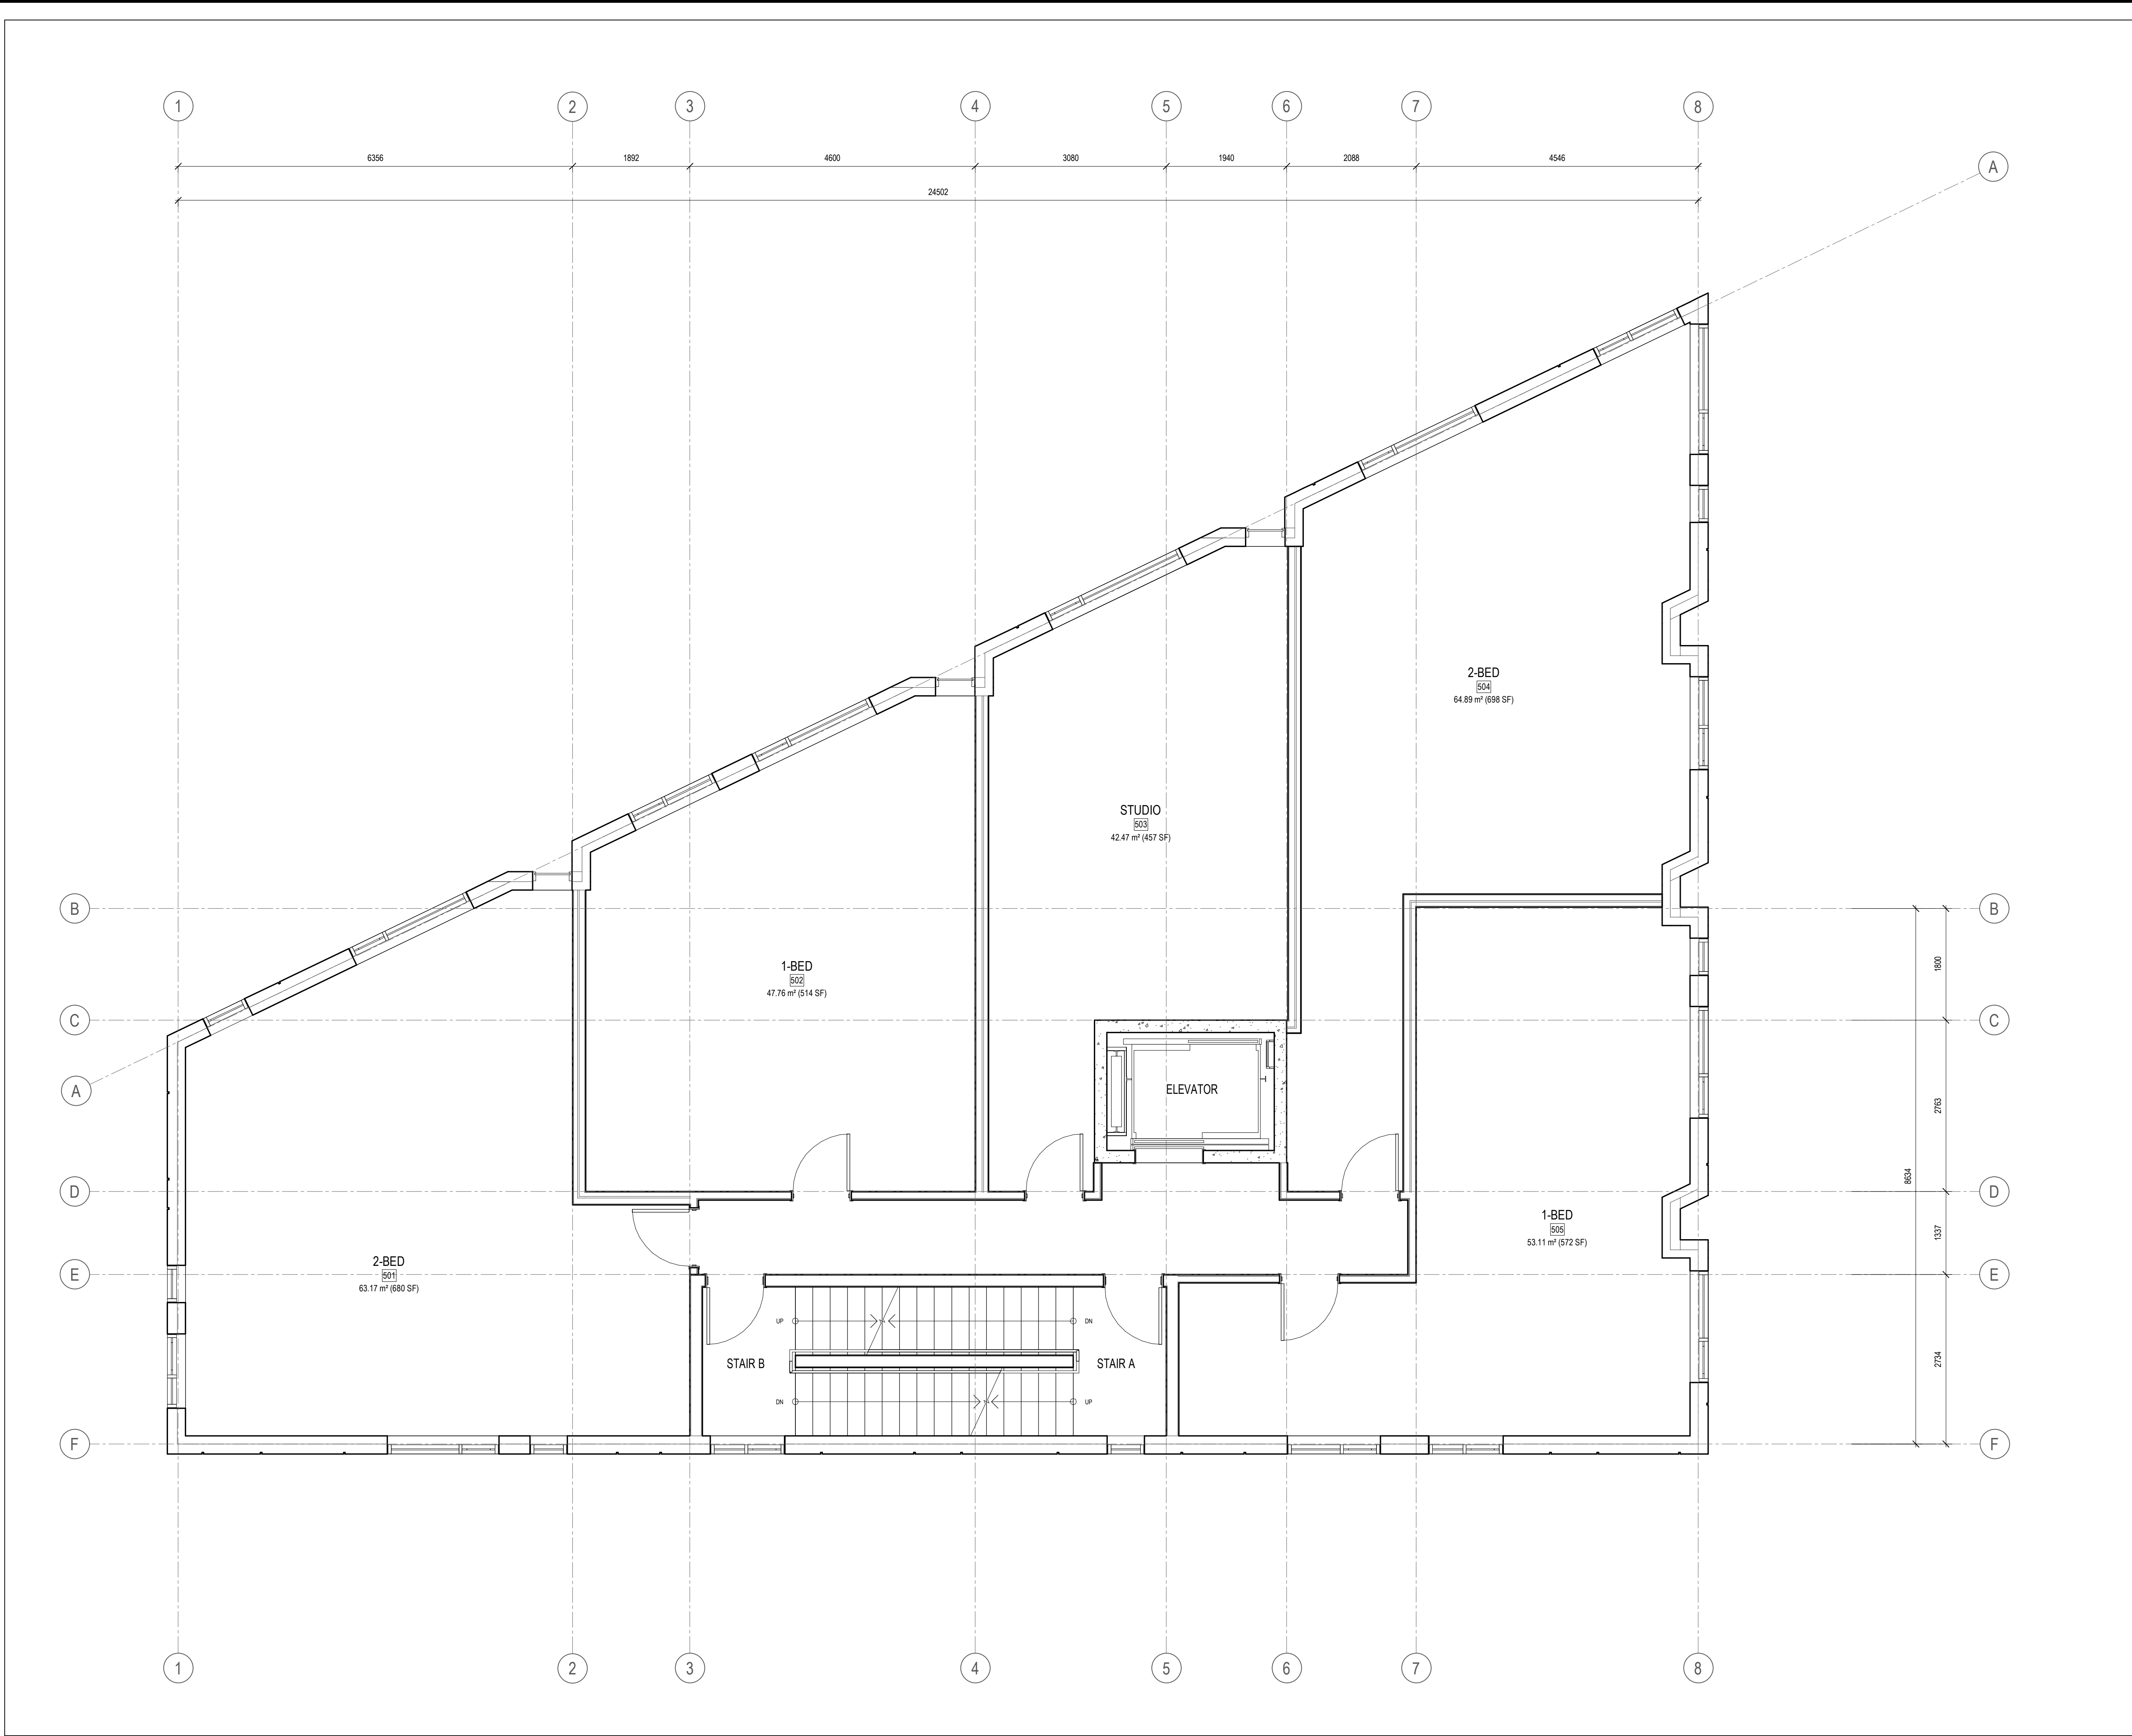 1 2 3 4 5 6 7 8
6356 1892 4600 3080 1940 2088 4546
24502
A
2-BED
504
64.89 m² (698 SF)
STUDIO
503
42.47 m² (457 SF)
B B
1800
1-BED
502
47.76 m² (514 SF)
C C
A
ELEVATOR
2763
8634
D D
1-BED
505
53.11 m² (572 SF)
1337
2-BED
501
63.17 m² (680 SF)
E E
UP DN
STAIR B STAIR A
2734
DN UP
F F
1 2 3 4 5 6 7 8